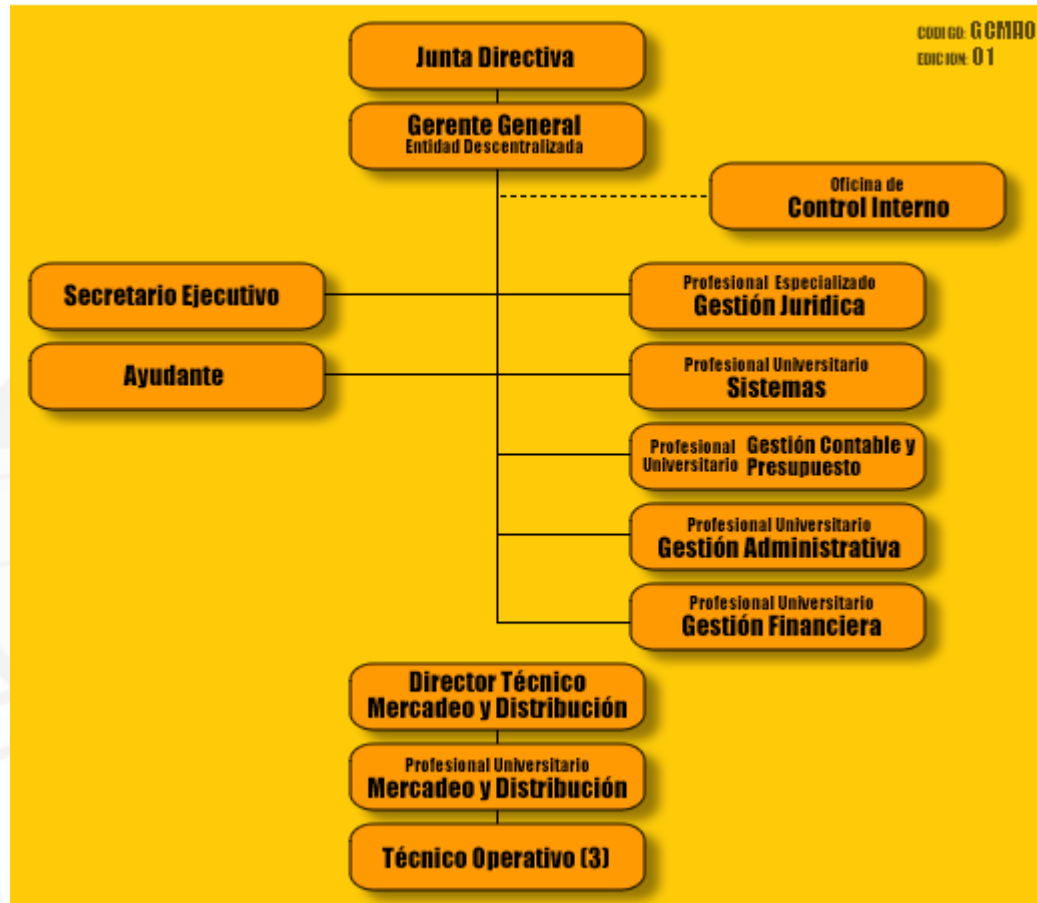 Junta Directiva
CODIGO: GCMAO
EDICION: 01
Gerente General
Entidad Descentralizada
Oficina de
Control Interno
Secretario Ejecutivo
Profesional Especializado
Gestión Juridica
Ayudante
Profesional Universitario
Sistemas
Profesional Gestión Contable y
Universitario Presupuesto
Profesional Universitario
Gestión Administrativa
Profesional Universitario
Gestión Financiera
Director Técnico
Mercadeo y Distribución
Profesional Universitario
Mercadeo y Distribución
Técnico Operativo (3)